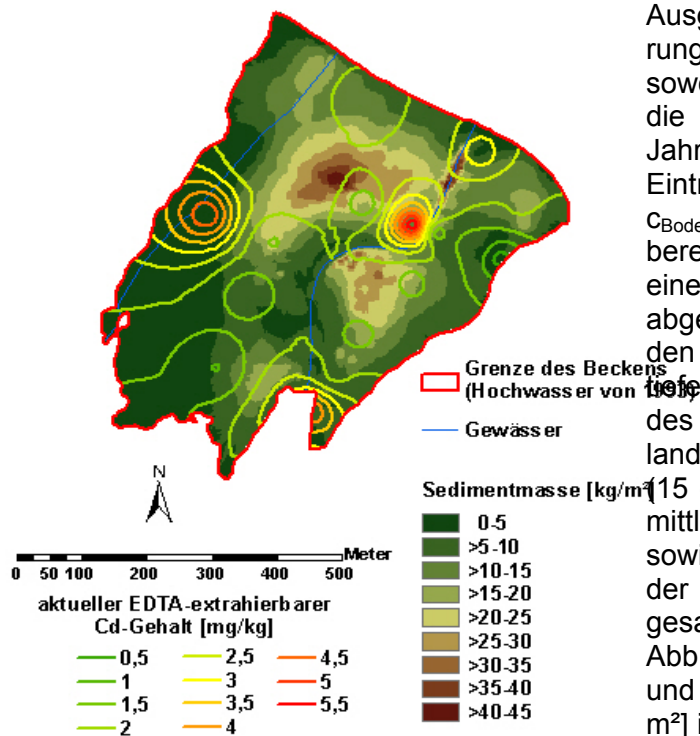 N
Grenze des Beckens
(Hochwasser von 1993)
Gewässer
Sedimentmasse [kg/m²]
0-5
>5-10
>10-15
>15-20
>20-25
>25-30
>30-35
>35-40
>40-45
Meter
0 50 100 200 300 400 500
aktueller EDTA-extrahierbarer
Cd-Gehalt [mg/kg]
0,5
1
1,5
2
2,5
3
3,5
4
4,5
5
5,5
Ausg
rung
sowe
die
Jahr
Eintr
cBode
bere
eine
abge
den
tiefe
des
land
(15
mittl
sowi
der
gesa
Abb
und
m²] i